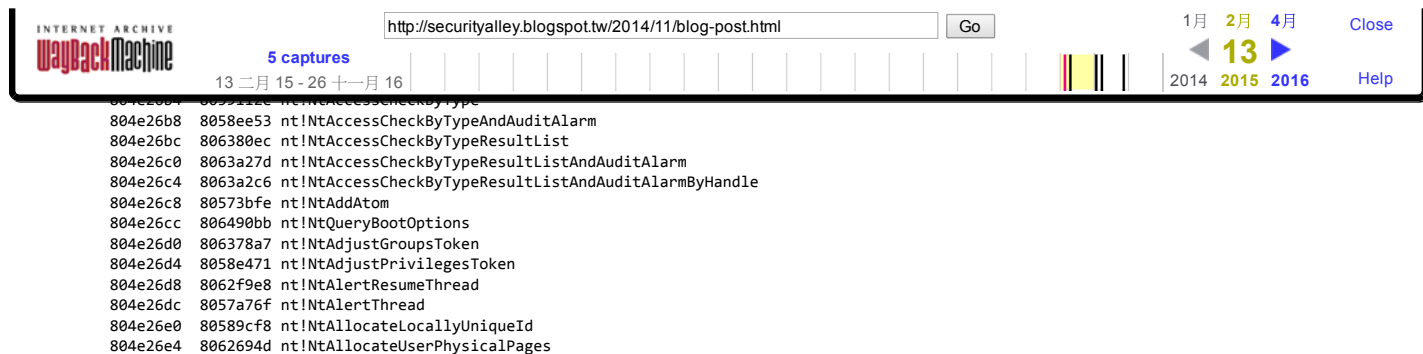 INTERNET ARCHIVE
WayBackMachine
http://securityalley.blogspot.tw/2014/11/blog-post.html
Go
5 captures
13 二月 15 - 26 十一月 16
1月 2月 4月
13
2014 2015 2016
Close
Help
804e26b4 8059112e nt!NtAccessCheckByType
804e26b8 8058ee53 nt!NtAccessCheckByTypeAndAuditAlarm
804e26bc 806380ec nt!NtAccessCheckByTypeResultList
804e26c0 8063a27d nt!NtAccessCheckByTypeResultListAndAuditAlarm
804e26c4 8063a2c6 nt!NtAccessCheckByTypeResultListAndAuditAlarmByHandle
804e26c8 80573bfe nt!NtAddAtom
804e26cc 806490bb nt!NtQueryBootOptions
804e26d0 806378a7 nt!NtAdjustGroupsToken
804e26d4 8058e471 nt!NtAdjustPrivilegesToken
804e26d8 8062f9e8 nt!NtAlertResumeThread
804e26dc 8057a76f nt!NtAlertThread
804e26e0 80589cf8 nt!NtAllocateLocallyUniqueId
804e26e4 8062694d nt!NtAllocateUserPhysicalPages